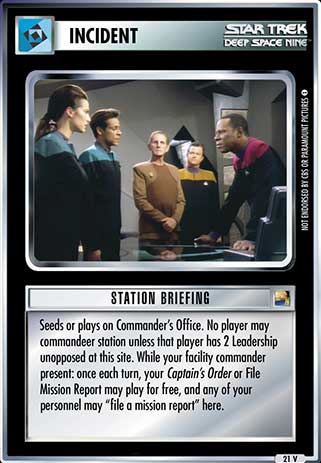 INCIDENT
STAR TREK
DEEP SPACE NINE
NOT ENDORSED BY CBS OR PARAMOUNT PICTURES
STATION BRIEFING
Seeds or plays on Commander's Office. No player may
commandeer station unless that player has 2 Leadership
unopposed at this site. While your facility commander
present: once each turn, your Captain's Order or File
Mission Report may play for free, and any of your
personnel may "file a mission report" here.
21 V